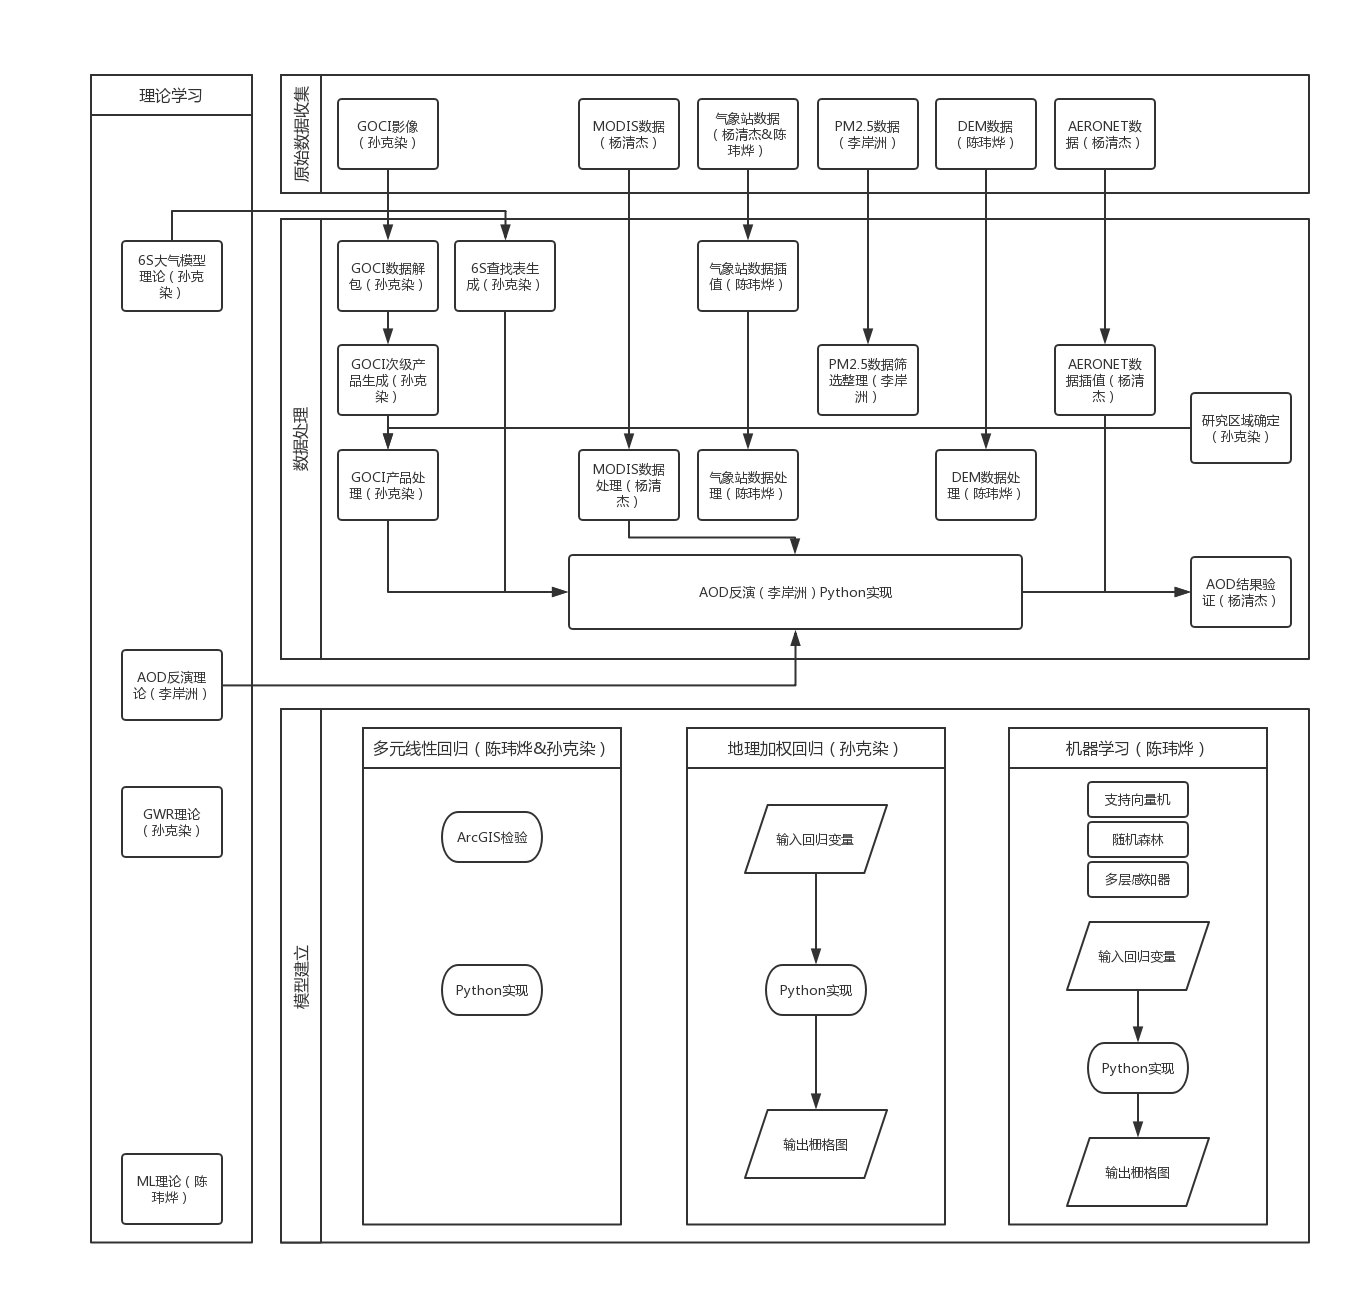 理论学习
6S大气模型
理论（孙克
染）
AOD反演理
论（李岸洲）
GWR理论
（孙克染）
ML理论（陈
玮烨）
原始数据收集
GOCI影像
（孙克染）
MODIS数据
（杨清杰）
气象站数据
（杨清杰&陈
玮烨）
PM2.5数据
（李岸洲）
DEM数据
（陈玮烨）
AERONET数
据（杨清杰）
数据处理
GOCI数据解
包（孙克染）
6S查找表生
成（孙克染）
气象站数据插
值（陈玮烨）
GOCI次级产
品生成（孙克
染）
PM2.5数据筛
选整理（李岸
洲）
AERONET数
据插值（杨清
杰）
研究区域确定
（孙克染）
GOCI产品处
理（孙克染）
MODIS数据
处理（杨清
杰）
气象站数据处
理（陈玮烨）
DEM数据处
理（陈玮烨）
AOD反演（李岸洲）Python实现
AOD结果验
证（杨清杰）
模型建立
多元线性回归（陈玮烨&孙克染）
ArcGIS检验
Python实现
地理加权回归（孙克染）
输入回归变量
Python实现
输出栅格图
机器学习（陈玮烨）
支持向量机
随机森林
多层感知器
输入回归变量
Python实现
输出栅格图